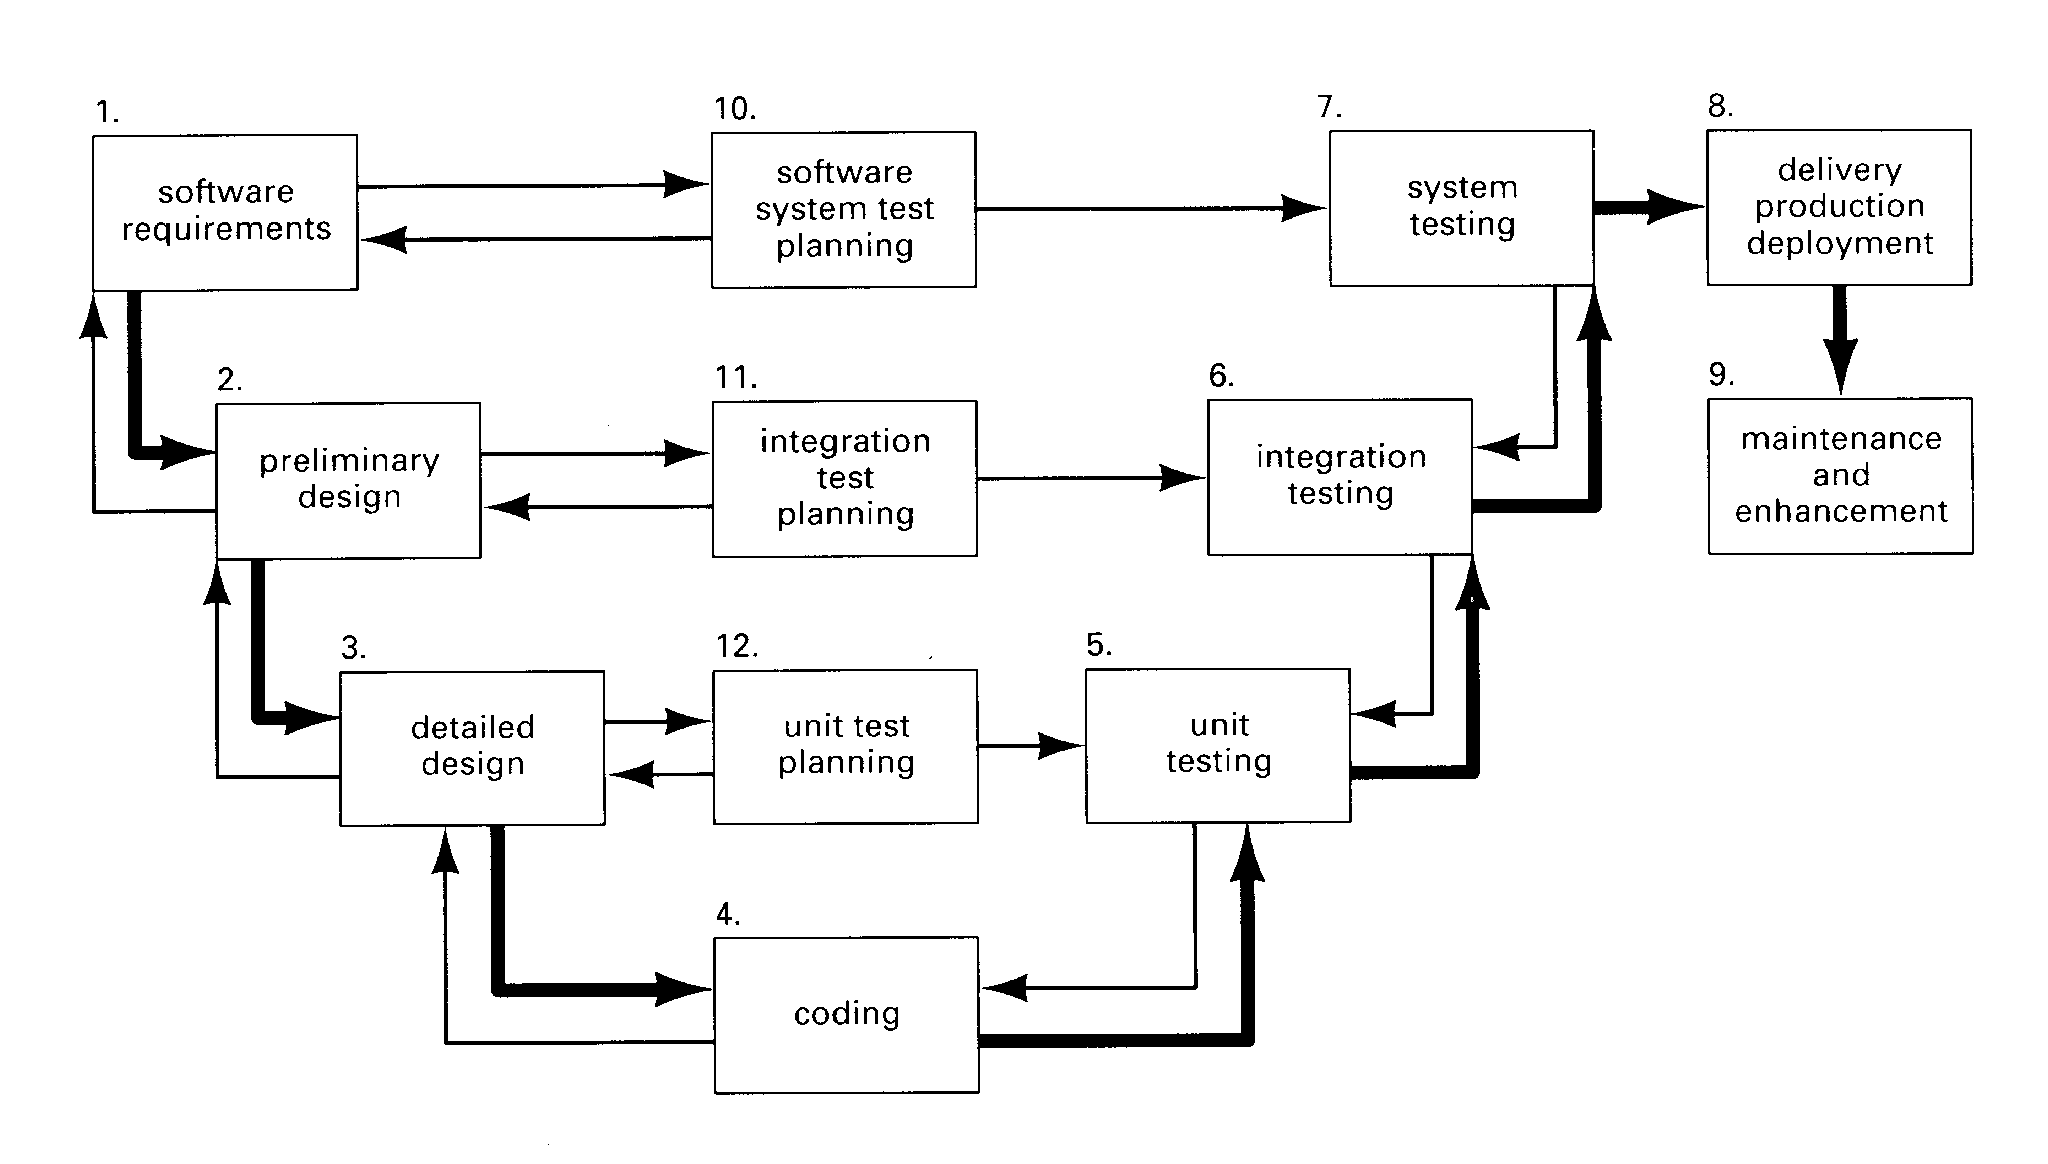 1.
software
requirements
10.
software
system test
planning
7.
system
testing
8.
delivery
production
deployment
2.
preliminary
design
11.
integration
test
planning
6.
integration
testing
9.
maintenance
and
enhancement
3.
detailed
design
12.
unit test
planning
5.
unit
testing
4.
coding